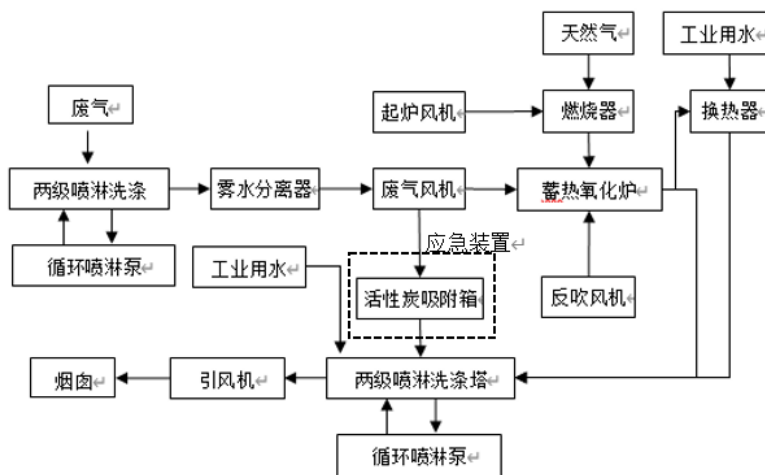 天然气
工业用水
废气
起炉风机
燃烧器
换热器
两级喷淋洗涤
雾水分离器
废气风机
蓄热氧化炉
应急装置
循环喷淋泵
工业用水
活性炭吸附箱
反吹风机
烟囱
引风机
两级喷淋洗涤塔
循环喷淋泵